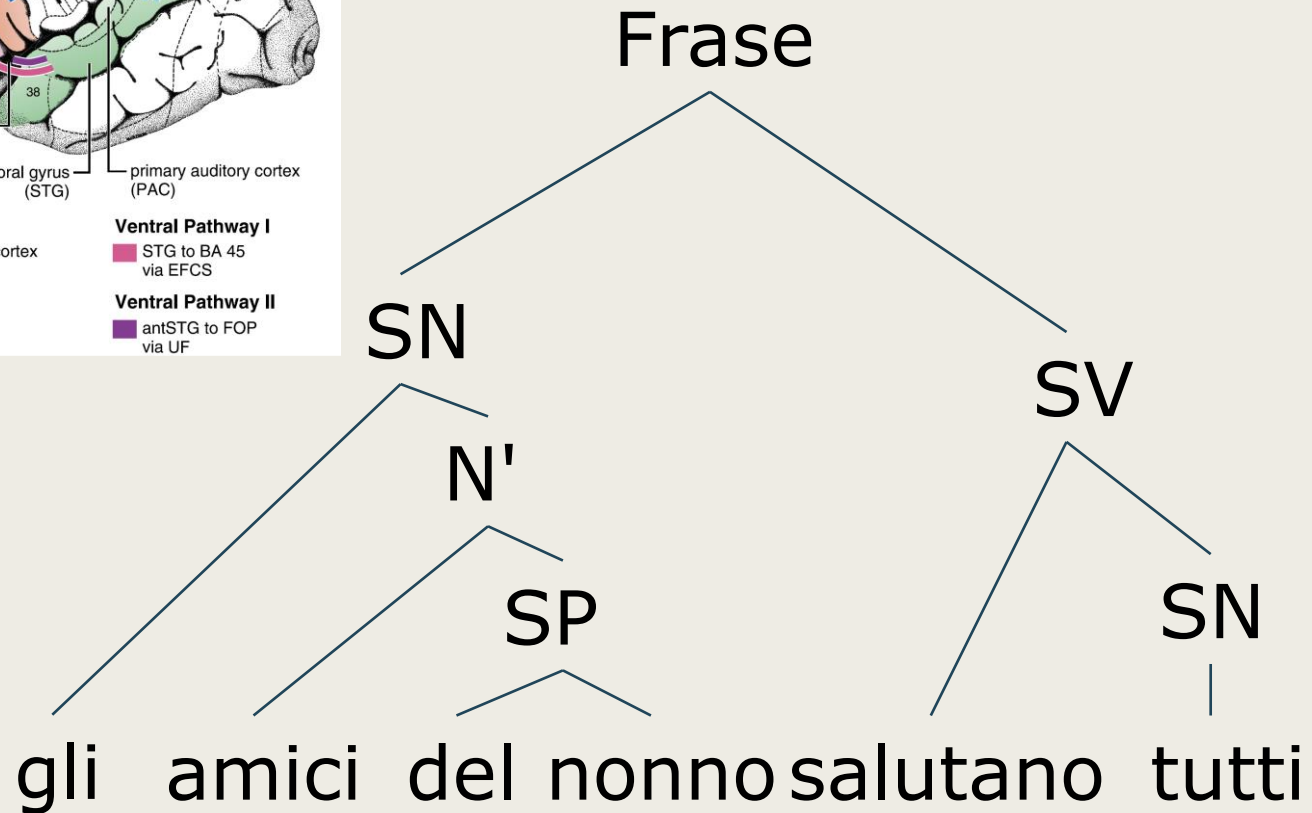 38
oral gyrus
(STG)
primary auditory cortex
(PAC)
Ventral Pathway I
cortex
STG to BA 45
via EFCS
Ventral Pathway II
antSTG to FOP
via UF
Frase
SN
SV
N'
SP
SN
gli amici del nonno salutano tutti